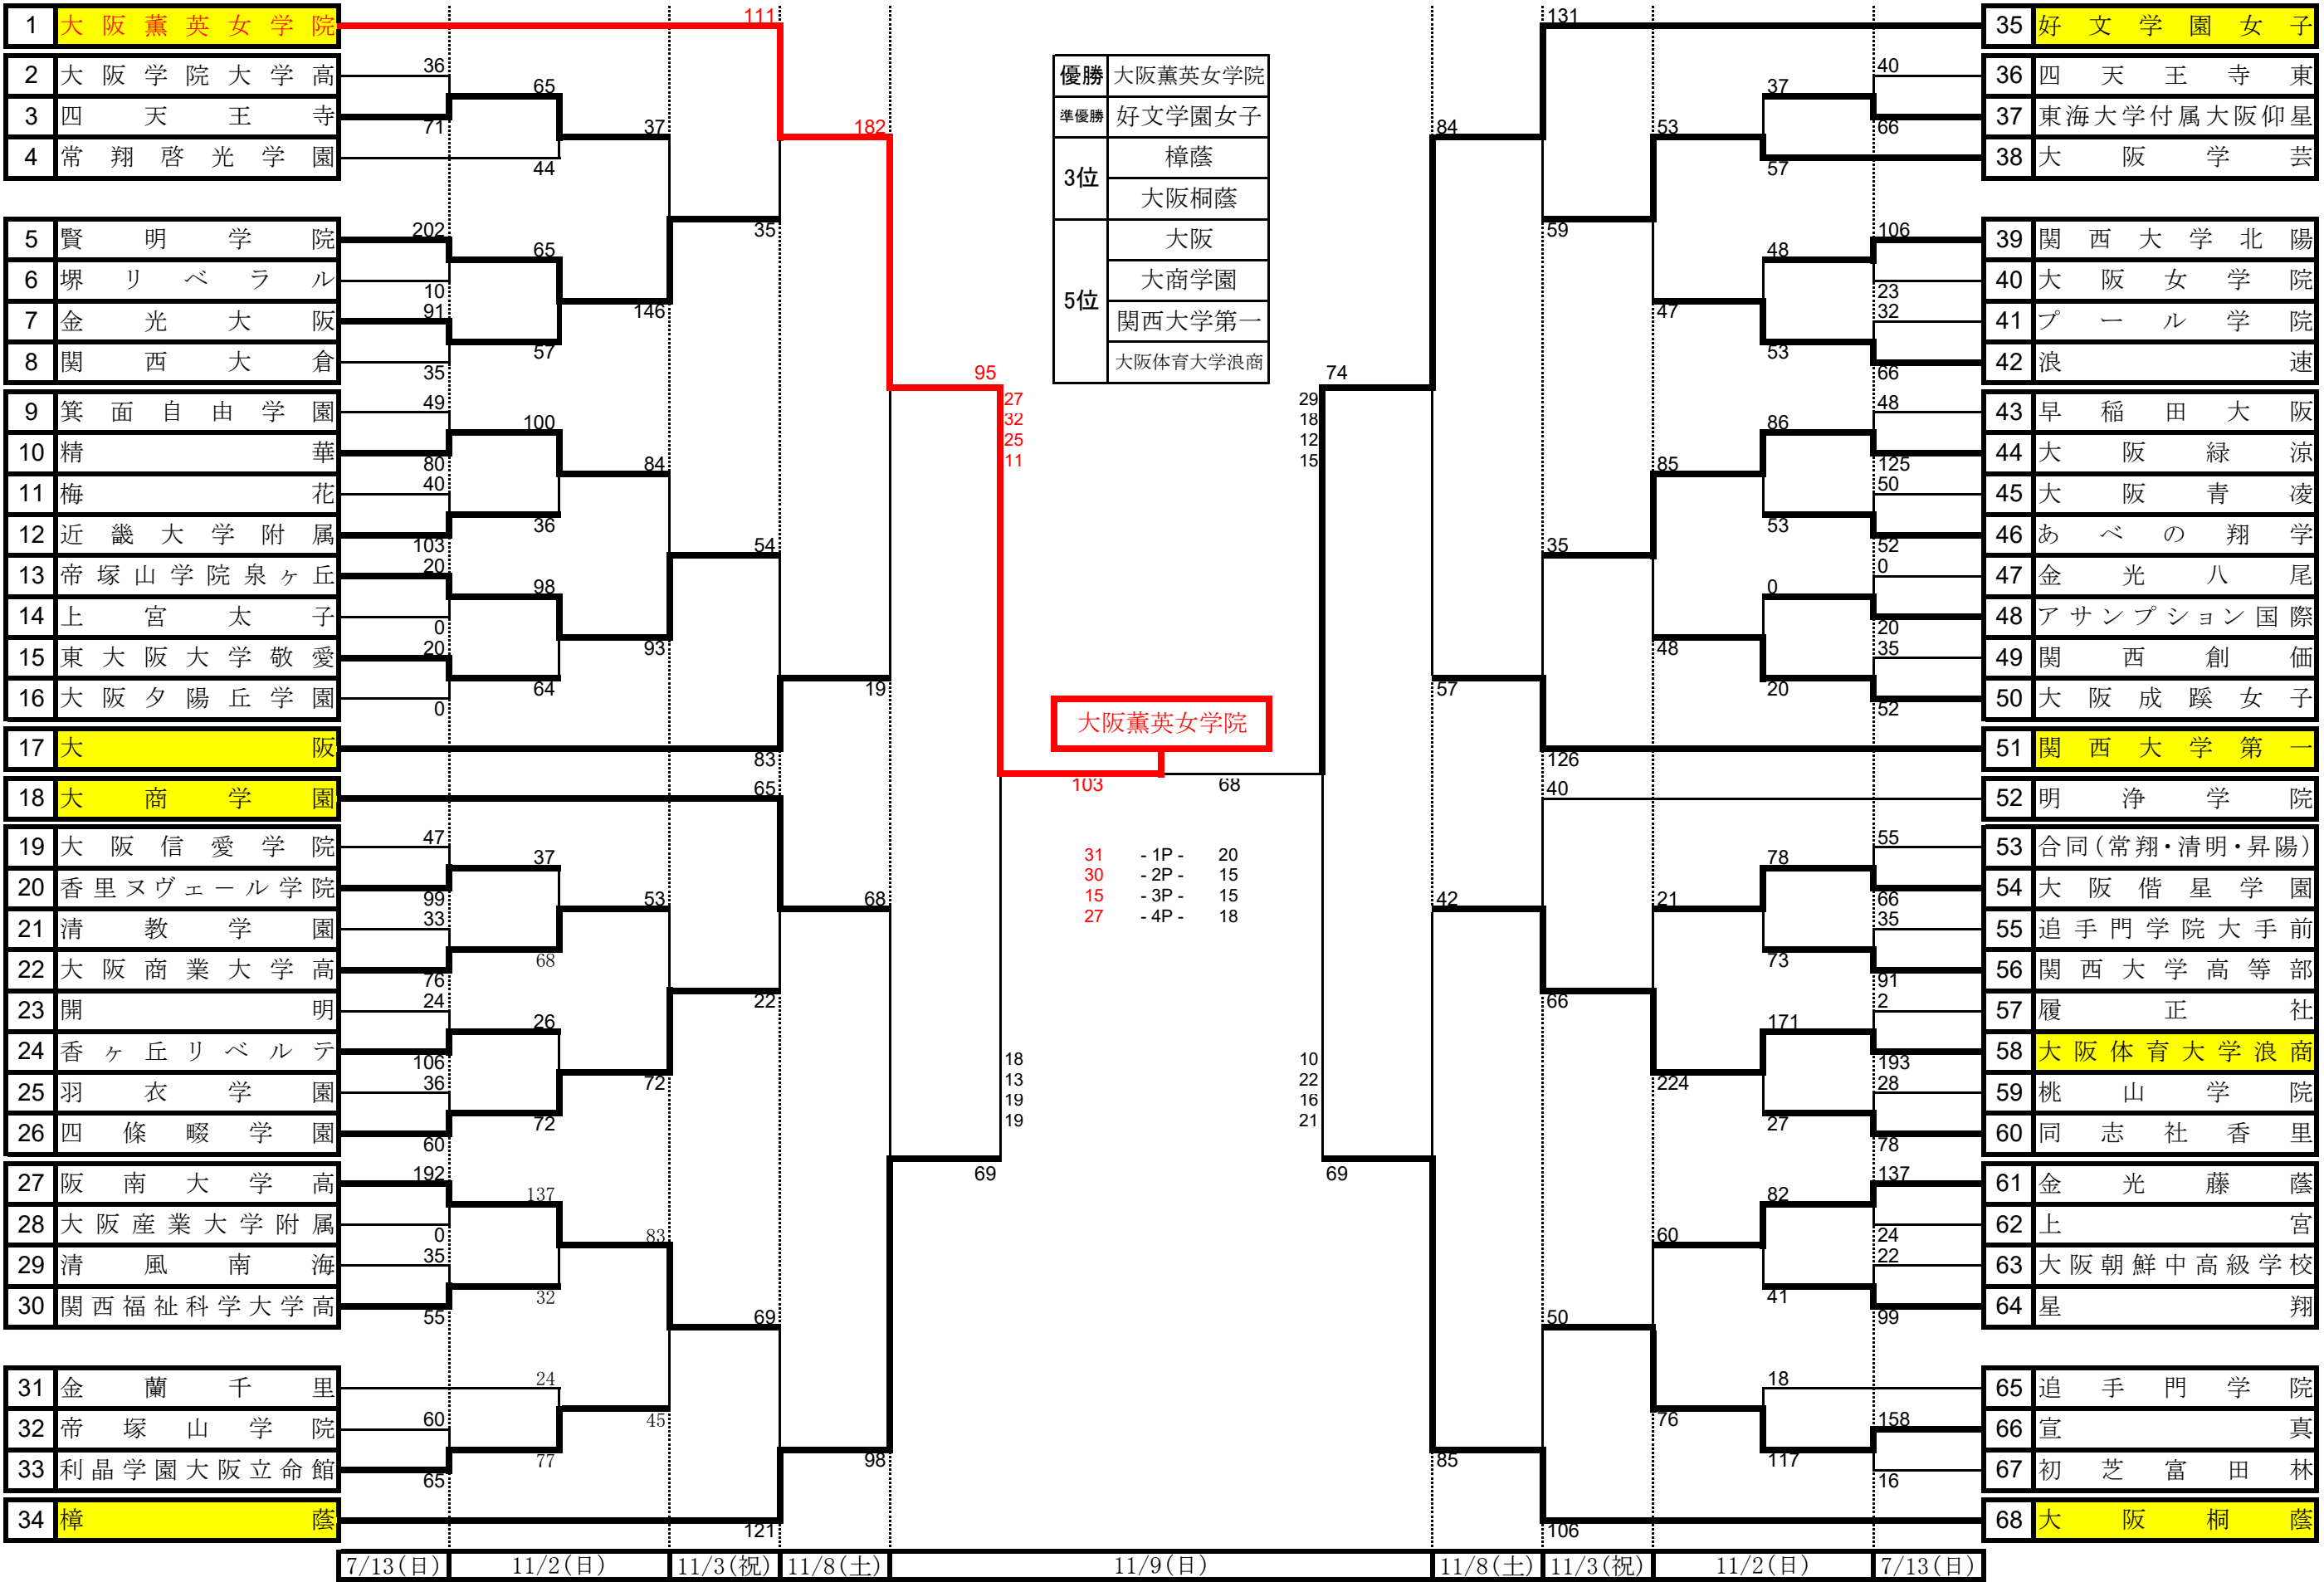 1 大阪薫英女学院
2 大阪学院大学高
3 四天王寺
4 常翔啓光学園
5 賢明学院
6 堺リベラル
7 金光大阪
8 関西大倉
9 箕面自由学園
10 精華
11 梅花
12 近畿大学附属
13 帝塚山学院泉ヶ丘
14 上宮太子
15 東大阪大学敬愛
16 大阪夕陽丘学園
17 大阪
18 大商学園
19 大阪信愛学院
20 香里ヌヴェール学院
21 清教学園
22 大阪商業大学高
23 開明
24 香ヶ丘リベルテ
25 羽衣学園
26 四條畷学園
27 阪南大学高
28 大阪産業大学附属
29 清風南海
30 関西福祉科学大学高
31 金蘭千里
32 帝塚山学院
33 利晶学園大阪立命館
34 樟蔭
36
71
202
10
91
35
49
80
40
103
20
0
20
0
47
99
33
76
24
106
36
60
192
0
35
55
60
65
65
44
65
57
100
36
98
64
37
68
26
72
137
32
24
77
37
146
84
93
53
72
83
45
111
35
54
83
65
22
69
121
182
19
68
98
95
27
32
25
11
18
13
19
19
69
優勝 大阪薫英女学院
準優勝 好文学園女子
3位 樟蔭
大阪桐蔭
5位 大阪
大商学園
関西大学第一
大阪体育大学浪商
大阪薫英女学院
103 68
31 - 1P - 20
30 - 2P - 15
15 - 3P - 15
27 - 4P - 18
74
29
18
12
15
10
22
16
21
69
84
57
42
85
131
59
35
126
40
66
50
106
53
47
85
48
21
224
60
76
37
57
48
53
86
53
0
20
78
73
171
27
82
41
18
117
40
66
106
23
32
66
48
125
50
52
0
20
35
52
55
66
35
91
2
193
28
78
137
24
22
99
158
16
35 好文学園女子
36 四天王寺東
37 東海大学付属大阪仰星
38 大阪学芸
39 関西大学北陽
40 大阪女学院
41 プール学院
42 浪速
43 早稲田大阪
44 大阪緑涼
45 大阪青凌
46 あべの翔学
47 金光八尾
48 アサンプション国際
49 関西創価
50 大阪成蹊女子
51 関西大学第一
52 明浄学院
53 合同(常翔・清明・昇陽)
54 大阪偕星学園
55 追手門学院大手前
56 関西大学高等部
57 履正社
58 大阪体育大学浪商
59 桃山学院
60 同志社香里
61 金光藤蔭
62 上宮
63 大阪朝鮮中高級学校
64 星翔
65 追手門学院
66 宣真
67 初芝富田林
68 大阪桐蔭
7/13(日) 11/2(日) 11/3(祝) 11/8(土) 11/9(日) 11/8(土) 11/3(祝) 11/2(日) 7/13(日)